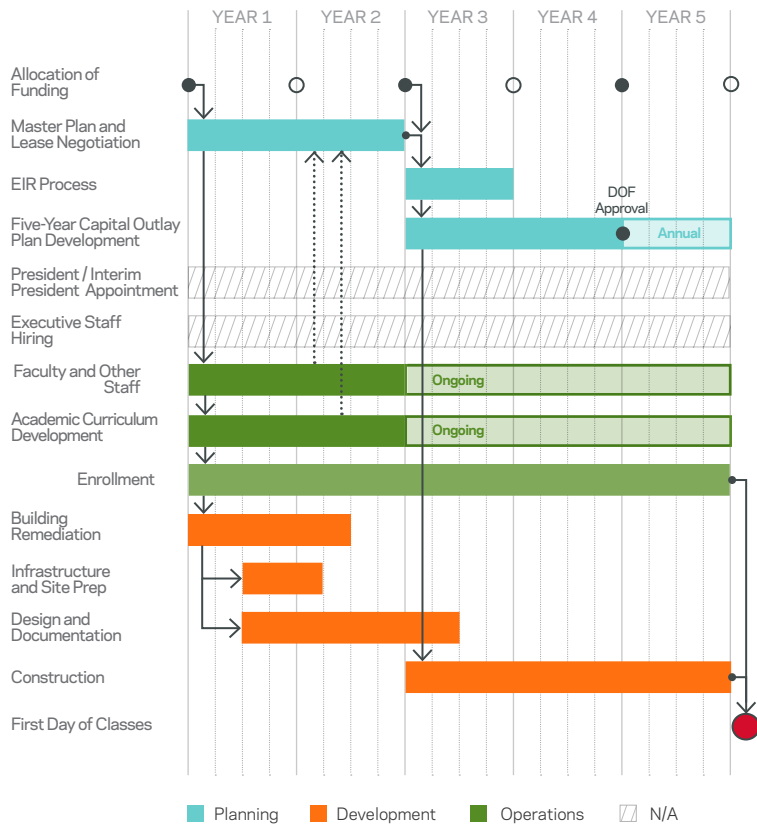 YEAR 1 YEAR 2 YEAR 3 YEAR 4 YEAR 5
Allocation of
Funding
Master Plan and
Lease Negotiation
EIR Process
DOF
Approval
Five-Year Capital Outlay
Plan Development
Annual
President / Interim
President Appointment
Executive Staff
Hiring
Faculty and Other
Staff
Ongoing
Academic Curriculum
Development
Ongoing
Enrollment
Building
Remediation
Infrastructure
and Site Prep
Design and
Documentation
Construction
First Day of Classes
Planning Development Operations N/A